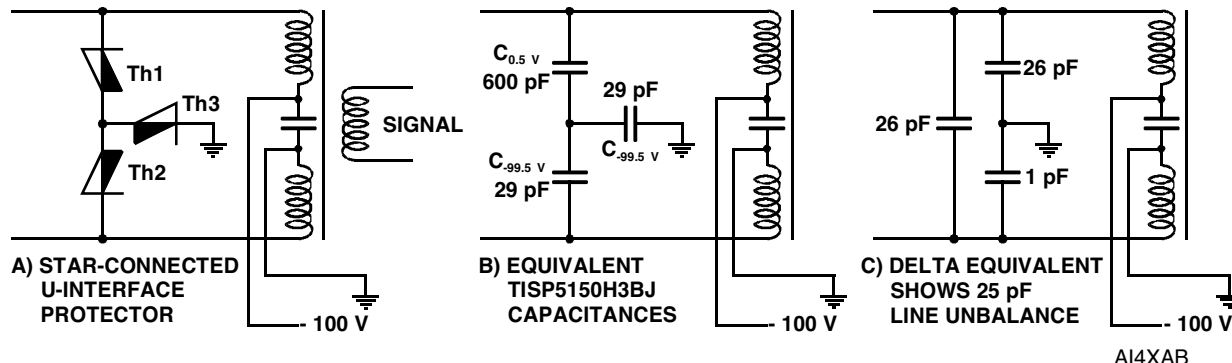 Th1
Th3
Th2
SIGNAL
- 100 V
A) STAR-CONNECTED
U-INTERFACE
PROTECTOR
C0.5 V
600 pF
29 pF
C-99.5 V
C-99.5 V
29 pF
- 100 V
B) EQUIVALENT
TISP5150H3BJ
CAPACITANCES
26 pF
26 pF
1 pF
- 100 V
C) DELTA EQUIVALENT
SHOWS 25 pF
LINE UNBALANCE
AI4XAB